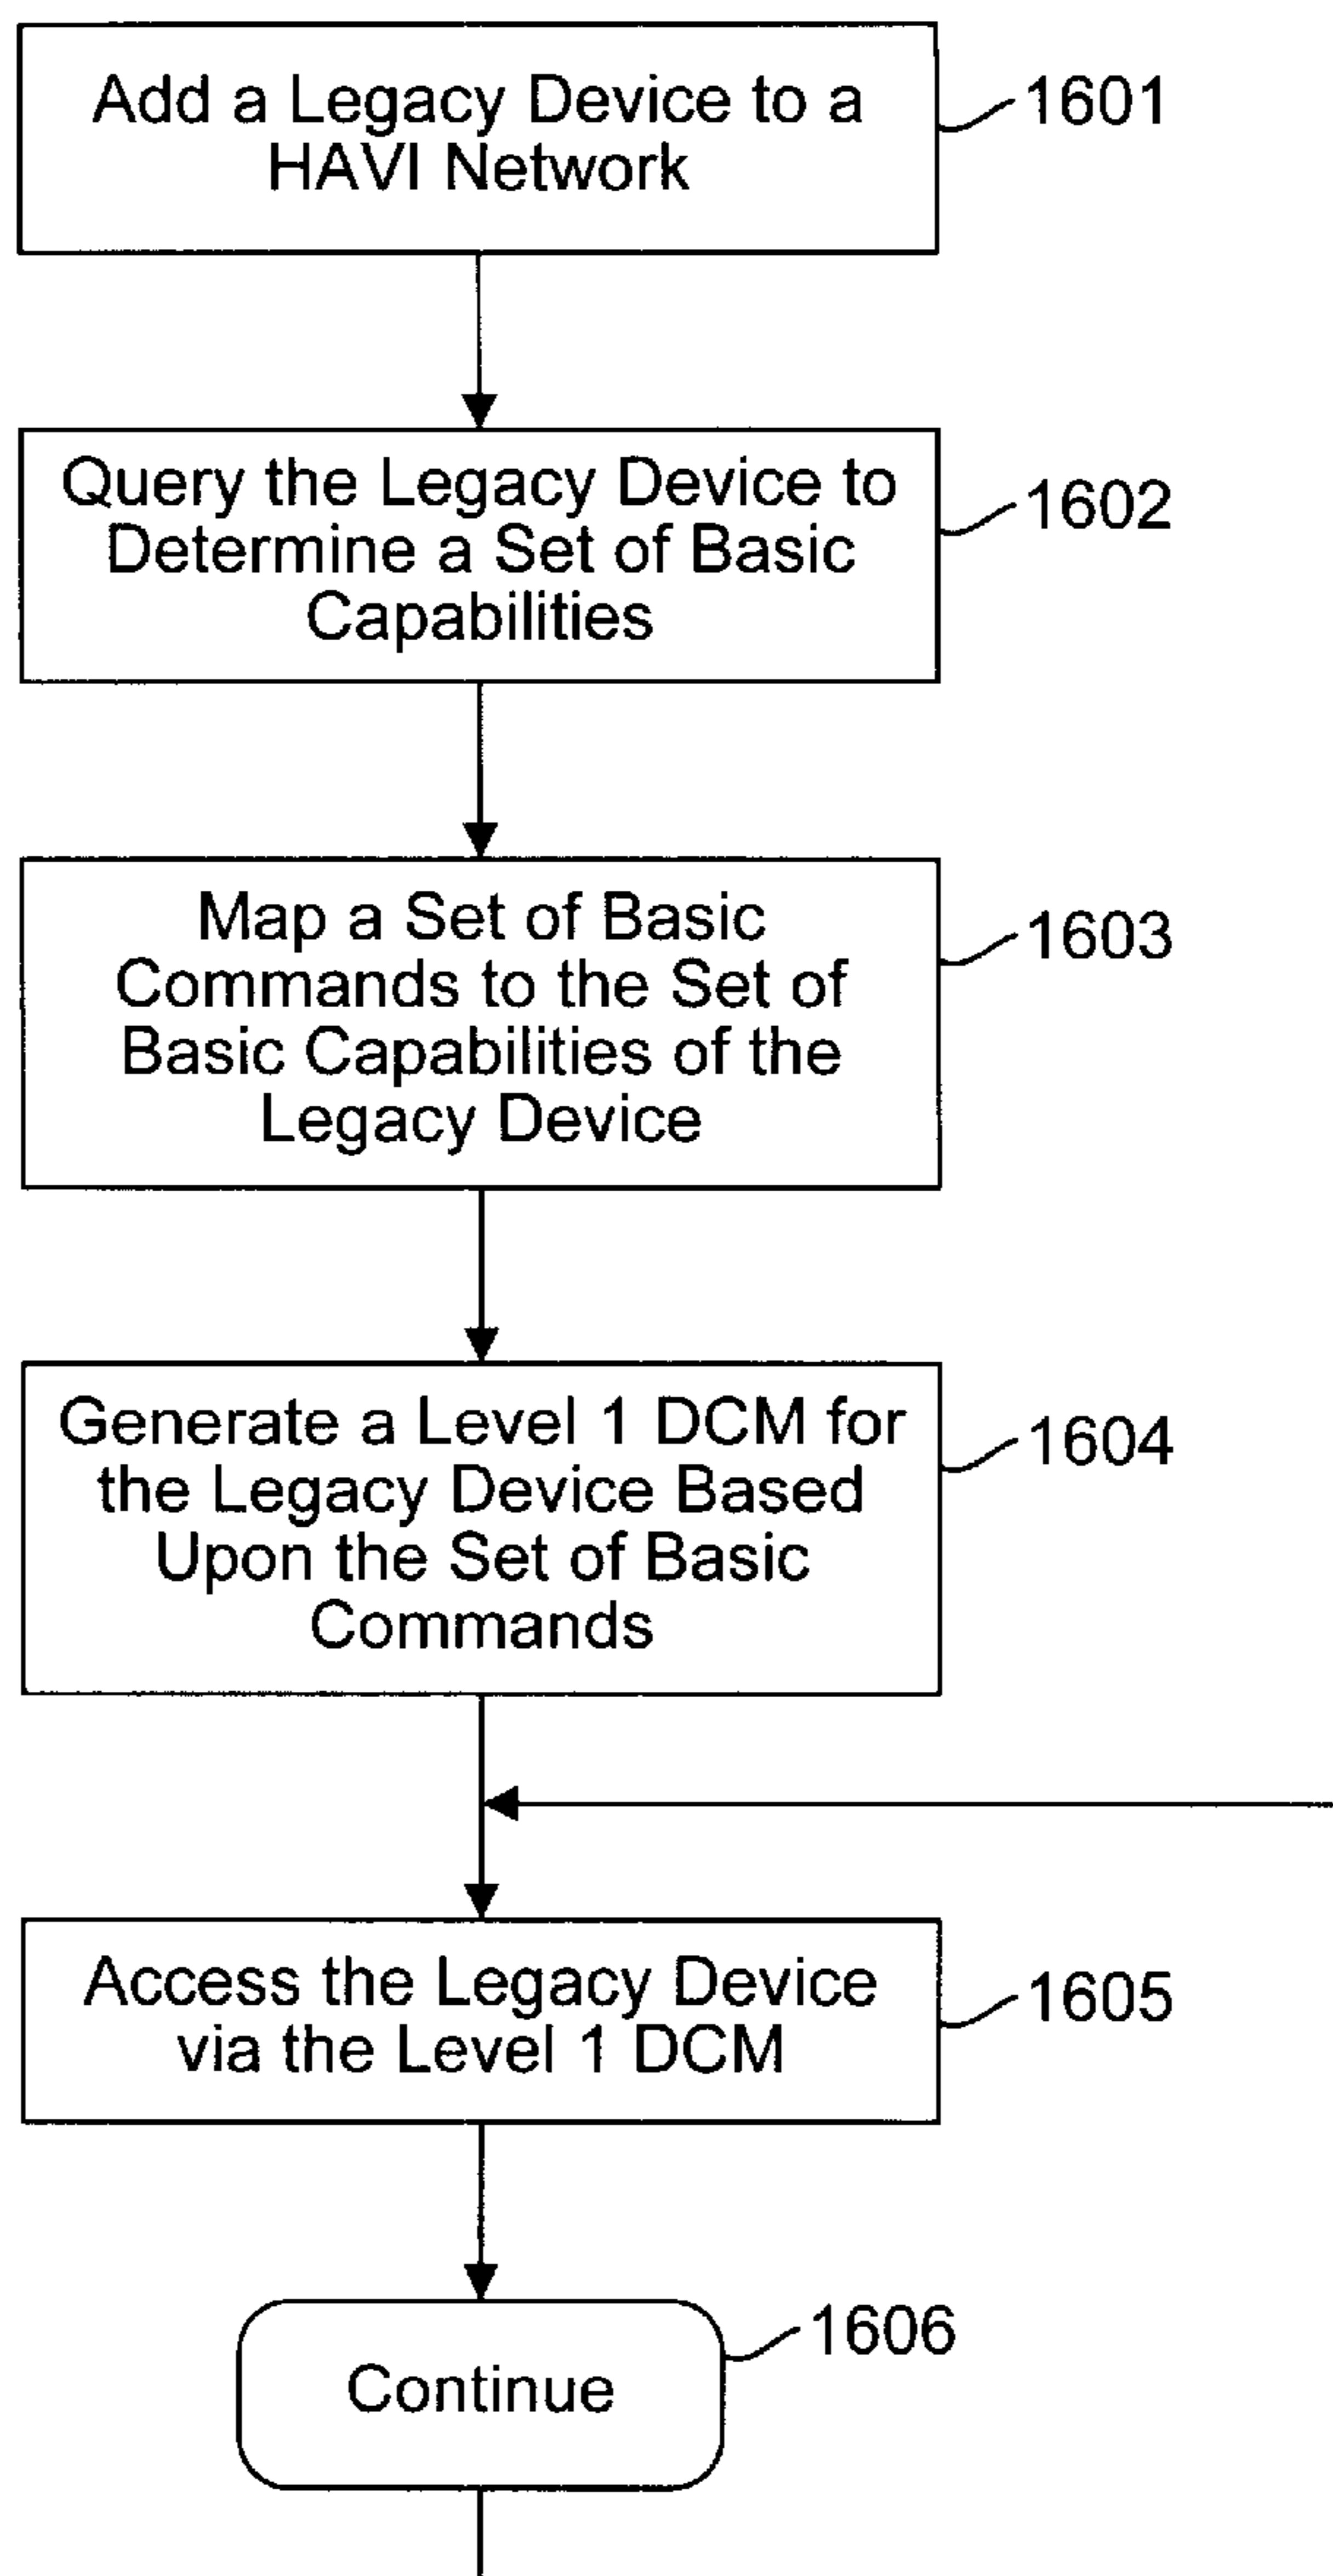 Add a Legacy Device to a
HAVI Network
1601
Query the Legacy Device to
Determine a Set of Basic
Capabilities
1602
Map a Set of Basic
Commands to the Set of
Basic Capabilities of the
Legacy Device
1603
Generate a Level 1 DCM for
the Legacy Device Based
Upon the Set of Basic
Commands
1604
Access the Legacy Device
via the Level 1 DCM
1605
Continue
1606